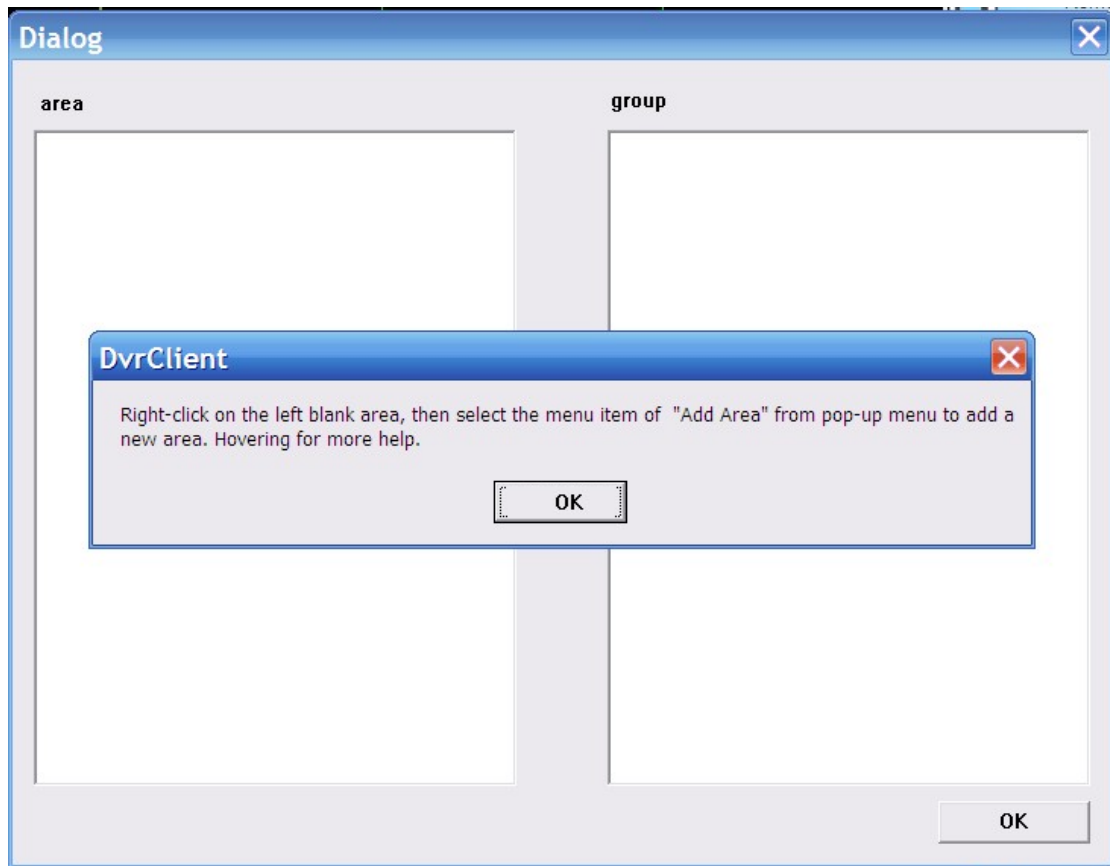 Dialog
area
group
DvrClient
Right-click on the left blank area, then select the menu item of  "Add Area" from pop-up menu to add a
new area. Hovering for more help.
OK
OK